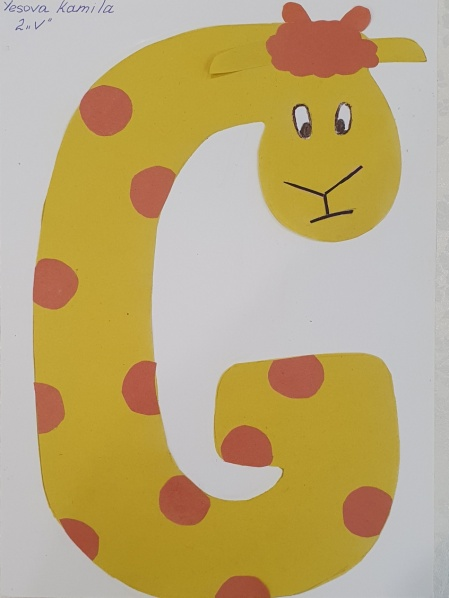 Yesova Kamila
2 „V"
G